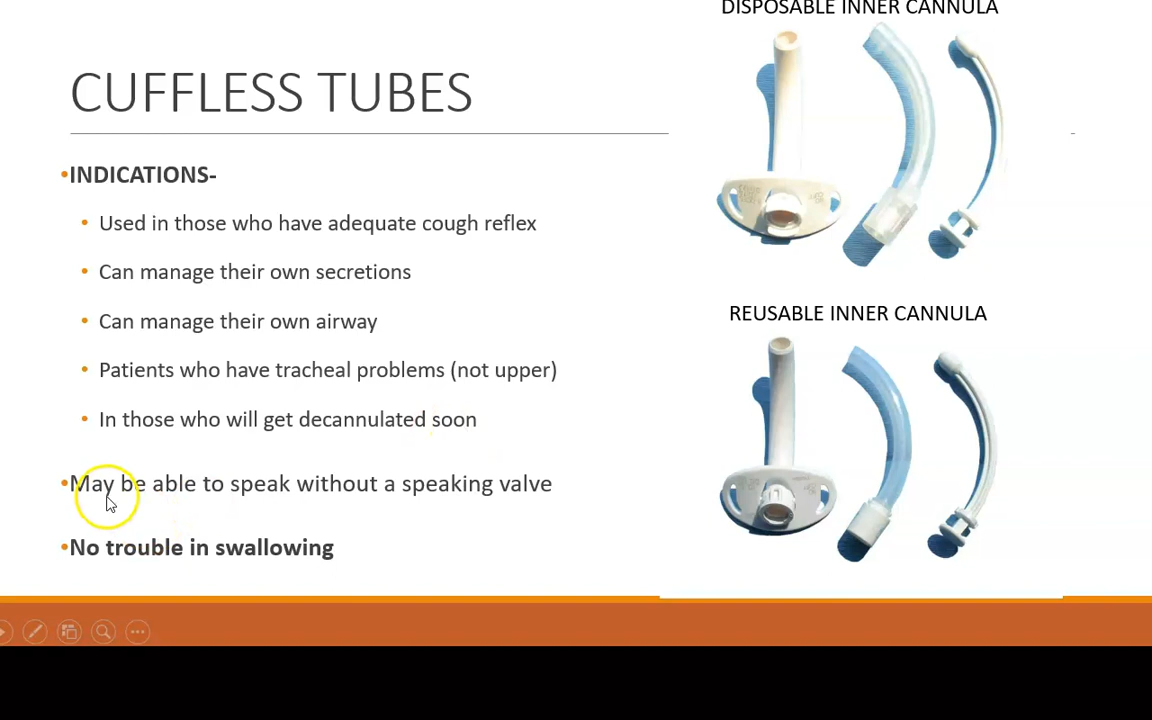 DISPOSABLE INNER CANNULA
CUFFLESS TUBES
•INDICATIONS-
• Used in those who have adequate cough reflex
• Can manage their own secretions
• Can manage their own airway
• Patients who have tracheal problems (not upper)
• In those who will get decannulated soon
•May be able to speak without a speaking valve
•No trouble in swallowing
REUSABLE INNER CANNULA